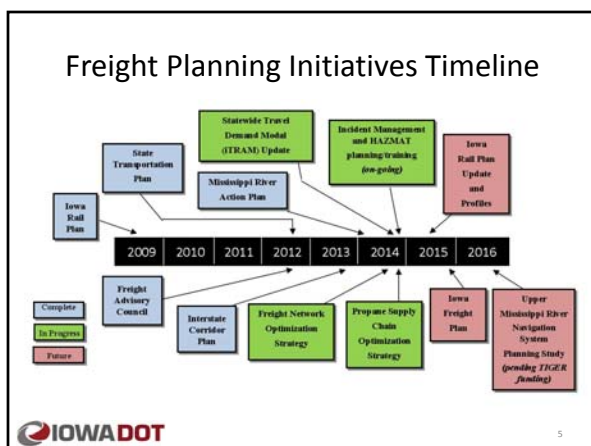 Freight Planning Initiatives Timeline
Statewide Travel
Demand Modal
(iTRAM) Update
Incident Management
and HAZMAT
planning/training
(on-going)
Iowa
Rail Plan
Update
and
Profiles
State
Transportation
Plan
Mississippi River
Action Plan
Iowa
Rail
Plan
2009 2010 2011 2012 2013 2014 2015 2016
Freight
Advisory
Council
Interstate
Corridor
Plan
Freight Network
Optimization
Strategy
Propane Supply
Chain
Optimization
Strategy
Iowa
Freight
Plan
Upper
Mississippi River
Navigation
System
Planning Study
(pending TIGER
funding)
Complete
In Progress
Future
IOWADOT
5